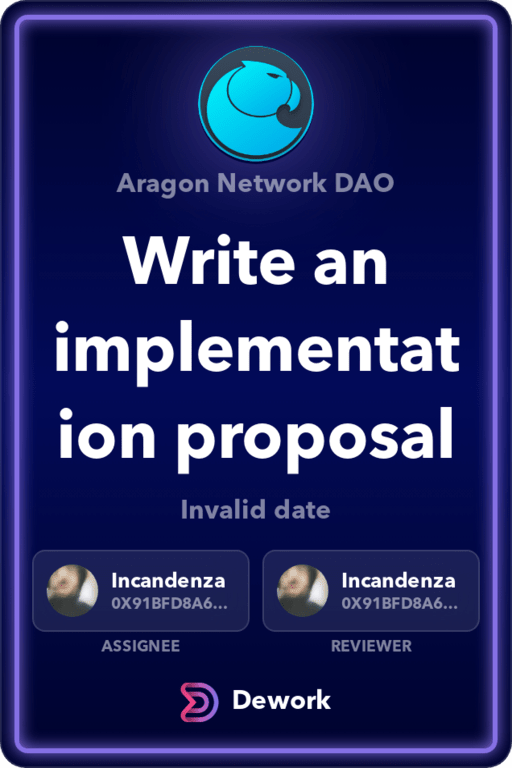 Aragon Network DAO
Write an
implementat
ion proposal
Invalid date
Incandenza
0X91BFD8A6...
ASSIGNEE
Incandenza
0X91BFD8A6...
REVIEWER
Dework